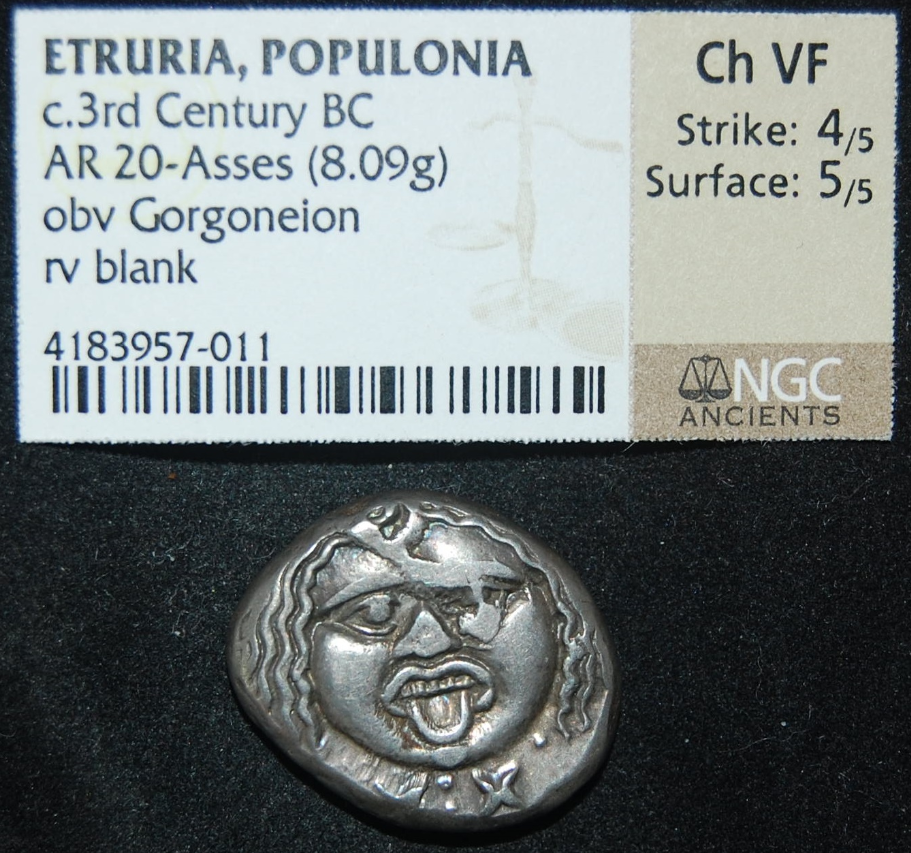 ETRURIA, POPULONIA
c.3rd Century BC
AR 20-Asses (8.09g)
obv Gorgoneion
rv blank
4183957-011
Ch VF
Strike: 4/5
Surface: 5/5
NGC
ANCIENTS